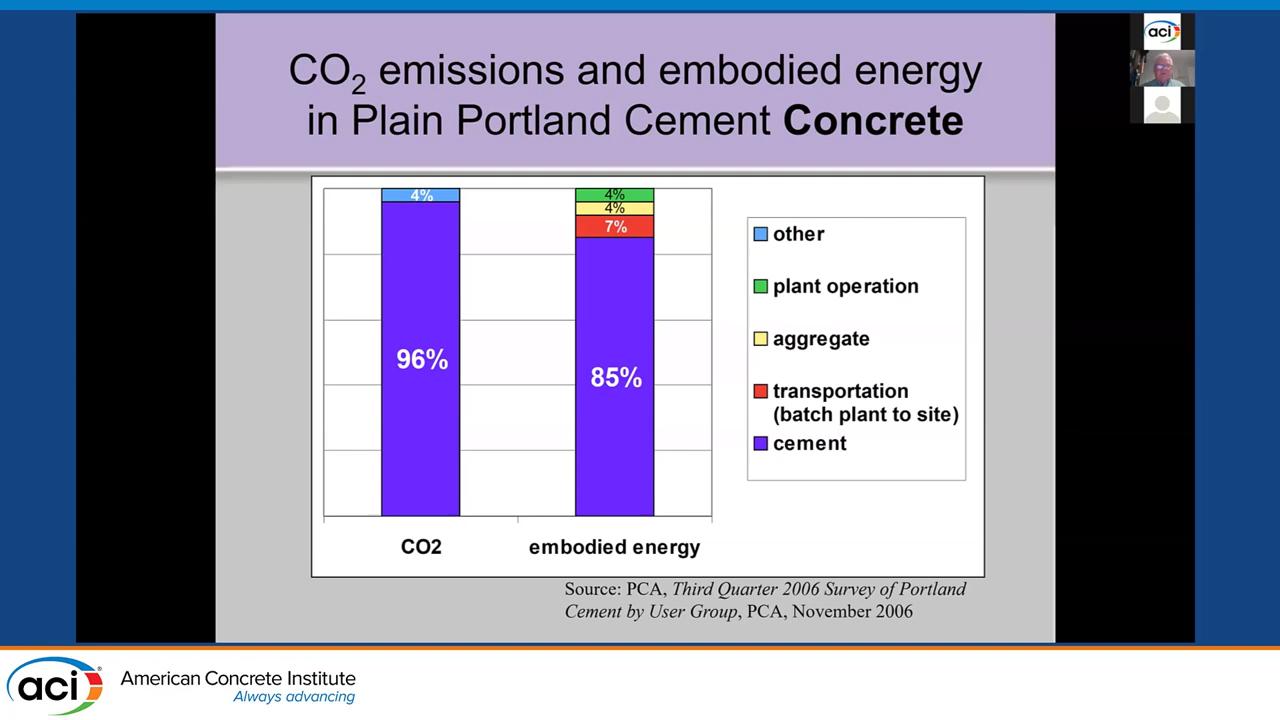 CO2 emissions and embodied energy
in Plain Portland Cement Concrete
aci
4%
96%
4%
4%
7%
85%
CO2
embodied energy
other
plant operation
aggregate
transportation
(batch plant to site)
cement
Source: PCA, Third Quarter 2006 Survey of Portland
Cement by User Group, PCA, November 2006
aci®
American Concrete Institute
Always advancing